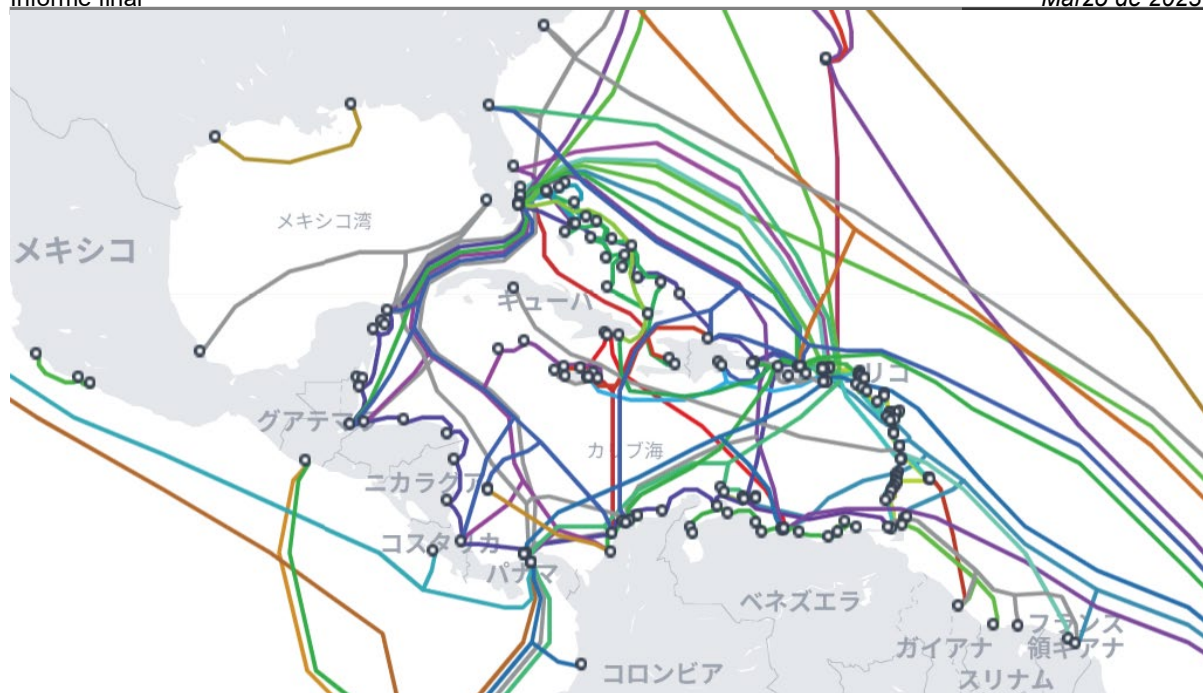 Informe final
Marzo de 2025
メキシコ湾
メキシコ
キューバ
リコ
グアテマ
カリブ海
ニカラグア
コスタリカ
パナマ
ベネズエラ
フランス
領ギアナ
ガイアナ
コロンビア
スリナム